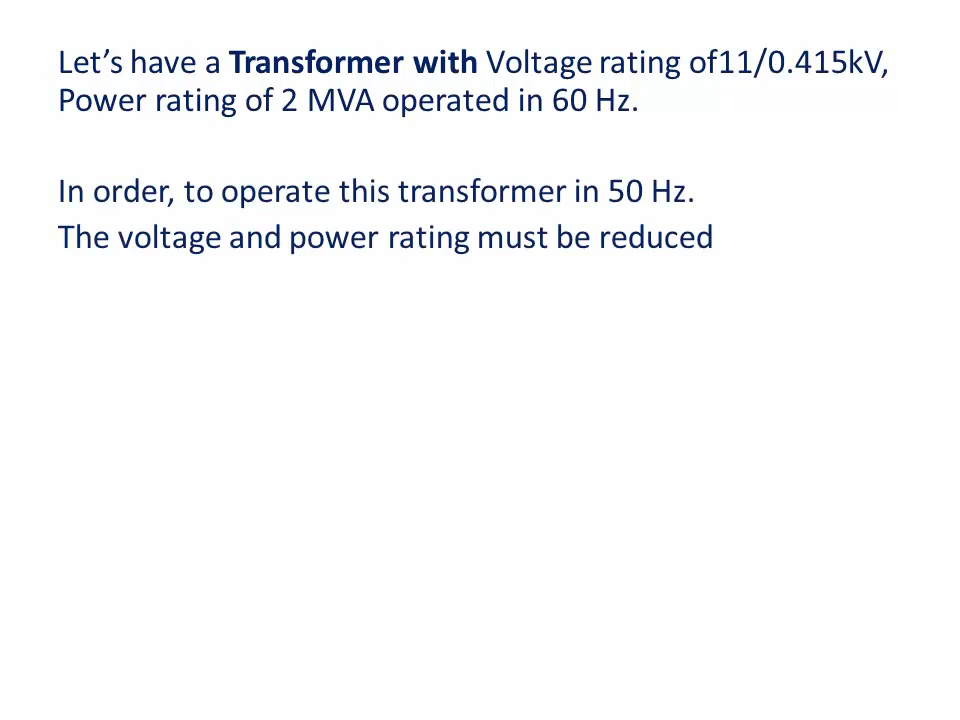 Let’s have a Transformer with Voltage rating of11/0.415kV,
Power rating of 2 MVA operated in 60 Hz.
In order, to operate this transformer in 50 Hz.
The voltage and power rating must be reduced